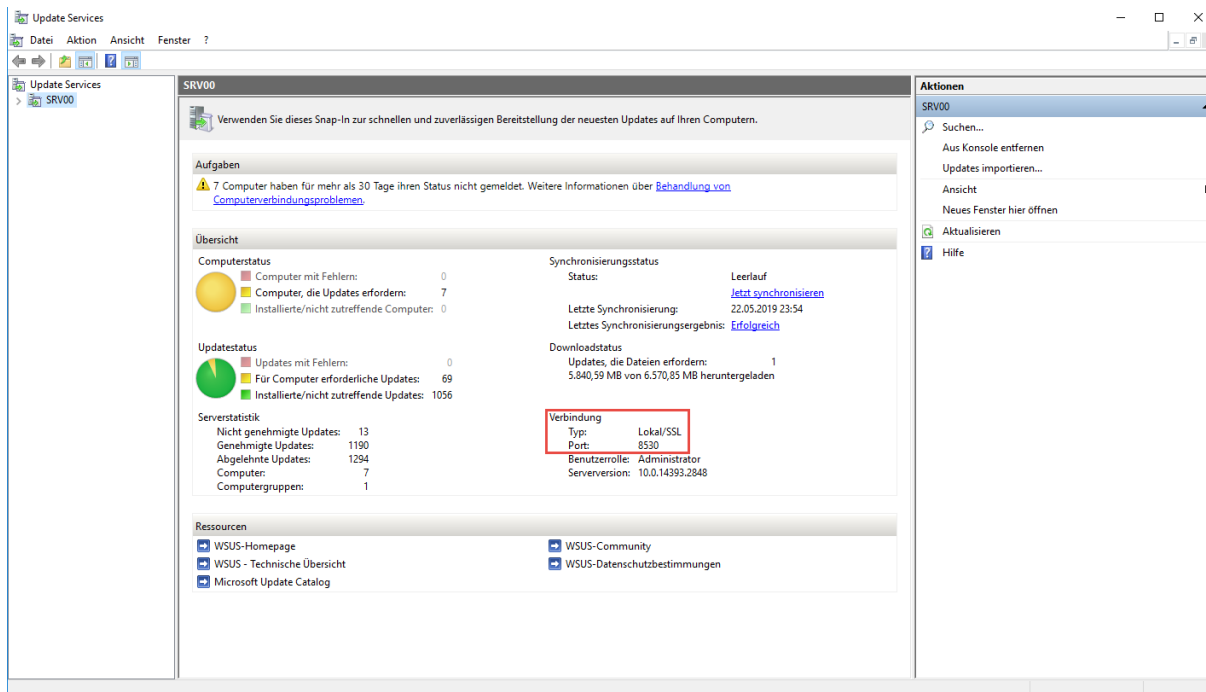 Update Services
Datei Aktion Ansicht Fenster ?
Update Services
SRV00
SRV00
Verwenden Sie dieses Snap-In zur schnellen und zuverlässigen Bereitstellung der neuesten Updates auf Ihren Computern.
Aufgaben
7 Computer haben für mehr als 30 Tage ihren Status nicht gemeldet. Weitere Informationen über Behandlung von
Computerverbindungsproblemen.
Übersicht
Computerstatus
Computer mit Fehlern: 0
Computer, die Updates erfordern: 7
Installierte/nicht zutreffende Computer: 0
Updatestatus
Updates mit Fehlern: 0
Für Computer erforderliche Updates: 69
Installierte/nicht zutreffende Updates: 1056
Serverstatistik
Nicht genehmigte Updates: 13
Genehmigte Updates: 1190
Abgelehnte Updates: 1294
Computer: 7
Computergruppen: 1
Synchronisierungsstatus
Status: Leerlauf
Jetzt synchronisieren
Letzte Synchronisierung: 22.05.2019 23:54
Letztes Synchronisierungsergebnis: Erfolgreich
Downloadstatus
Updates, die Dateien erfordern: 1
5.840,59 MB von 6.570,85 MB heruntergeladen
Verbindung
Typ: Lokal/SSL
Port: 8530
Benutzerrolle: Administrator
Serverversion: 10.0.14393.2848
Ressourcen
WSUS-Homepage
WSUS - Technische Übersicht
Microsoft Update Catalog
WSUS-Community
WSUS-Datenschutzbestimmungen
Aktionen
SRV00
Suchen...
Aus Konsole entfernen
Updates importieren...
Ansicht
Neues Fenster hier öffnen
Aktualisieren
Hilfe